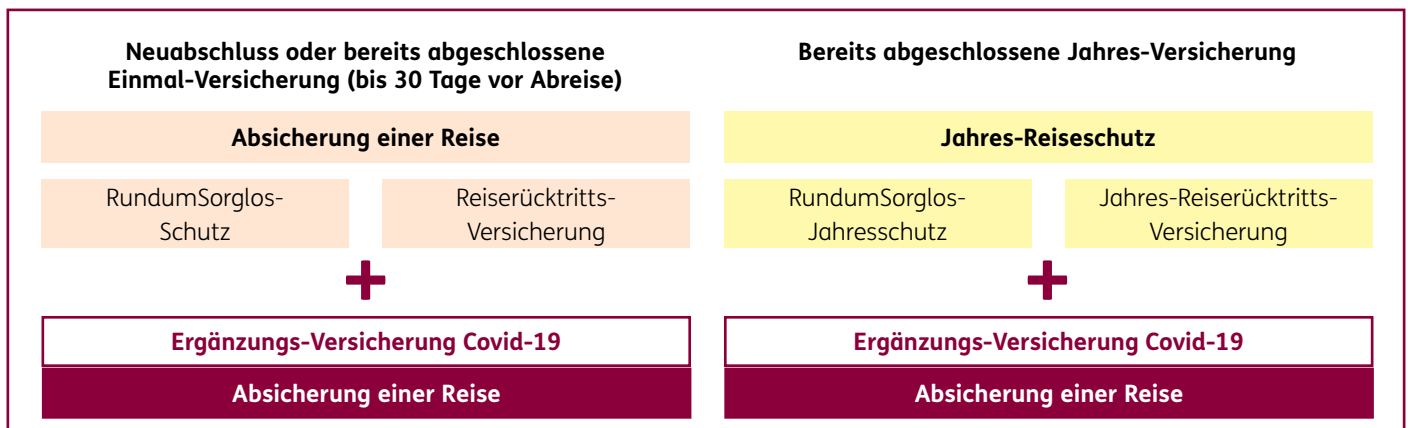 Neuabschluss oder bereits abgeschlossene
Einmal-Versicherung (bis 30 Tage vor Abreise)
Absicherung einer Reise
RundumSorglos-
Schutz
Reiserücktritts-
Versicherung
+
Ergänzungs-Versicherung Covid-19
Absicherung einer Reise
Bereits abgeschlossene Jahres-Versicherung
Jahres-Reiseschutz
RundumSorglos-
Jahresschutz
Jahres-Reiserücktritts-
Versicherung
+
Ergänzungs-Versicherung Covid-19
Absicherung einer Reise